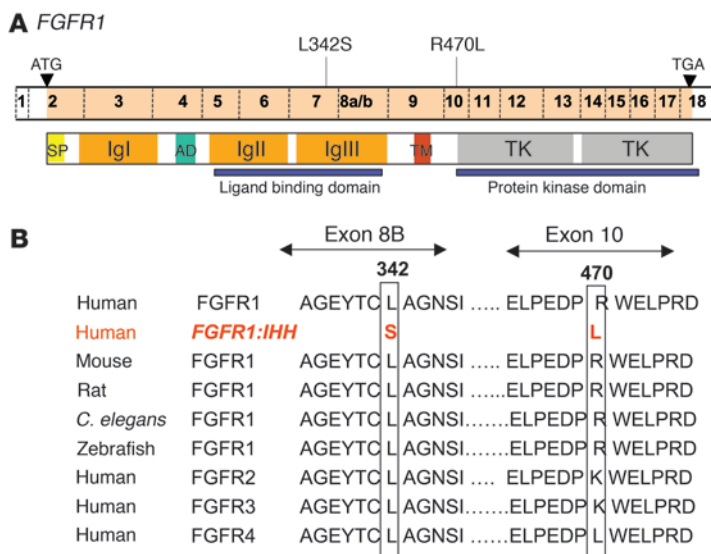 A FGFR1
L342S R470L
ATG TGA
1 2 3 4 5 6 7 8a/b 9 10 11 12 13 14 15 16 17 18
SP IgI AD IgII IgIII TM TK TK
Ligand binding domain Protein kinase domain
B Exon 8B Exon 10
342 470
Human FGFR1 AGEYTC L AGNSI ..... ELPEDP R WELPRD
Human FGFR1:IHH S L
Mouse FGFR1 AGEYTC L AGNSI ..... ELPEDP R WELPRD
Rat FGFR1 AGEYTC L AGNSI ..... ELPEDP R WELPRD
C. elegans FGFR1 AGEYTC L AGNSI ....... ELPEDP R WELPRD
Zebrafish FGFR1 AGEYTC L AGNSI ....... ELPEDP R WELPRD
Human FGFR2 AGEYTC L AGNSI .... ELPEDP K WELPRD
Human FGFR3 AGEYTC L AGNSI ....... ELPEDP K WELPRD
Human FGFR4 AGEYTC L AGNSI ...... ELPEDP L WELPRD